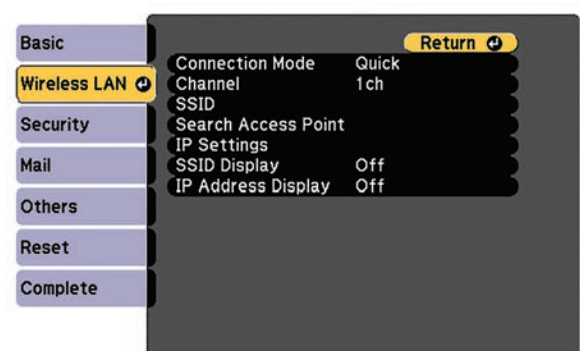 Basic
Wireless LAN
Security
Mail
Others
Reset
Complete
Return
Connection Mode Quick
Channel 1ch
SSID
Search Access Point
IP Settings
SSID Display Off
IP Address Display Off